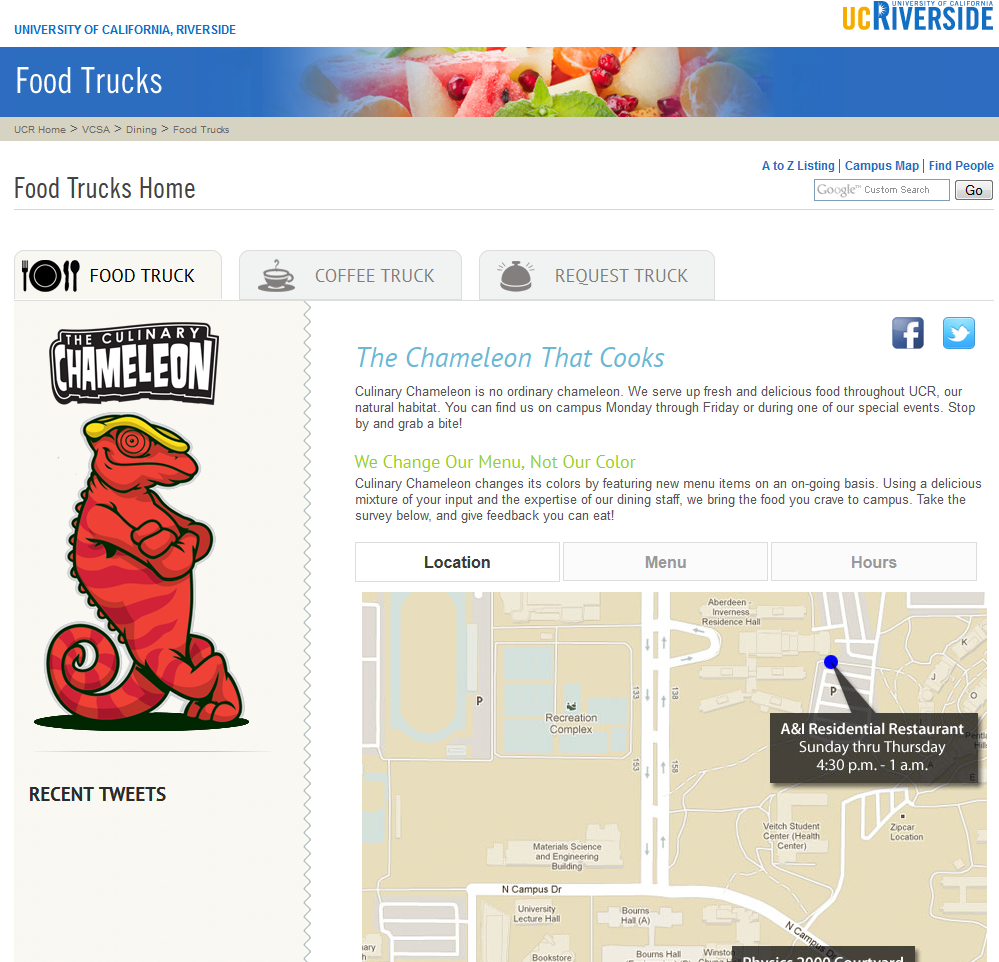 UNIVERSITY OF CALIFORNIA, RIVERSIDE
UNIVERSITY OF CALIFORNIA
UCRIVERSIDE
Food Trucks
UCR Home > VCSA > Dining > Food Trucks
A to Z Listing | Campus Map | Find People
Food Trucks Home
Google™ Custom Search
Go
FOOD TRUCK
COFFEE TRUCK
REQUEST TRUCK
THE CULINARY
CHAMELEON
RECENT TWEETS
The Chameleon That Cooks
Culinary Chameleon is no ordinary chameleon. We serve up fresh and delicious food throughout UCR, our
natural habitat. You can find us on campus Monday through Friday or during one of our special events. Stop
by and grab a bite!
We Change Our Menu, Not Our Color
Culinary Chameleon changes its colors by featuring new menu items on an on-going basis. Using a delicious
mixture of your input and the expertise of our dining staff, we bring the food you crave to campus. Take the
survey below, and give feedback you can eat!
Location
Menu
Hours
Aberdeen -
Inverness
Residence Hall
K
J
O
P
P
133
138
Recreation
Complex
A&I Residential Restaurant
Sunday thru Thursday
4:30 p.m. - 1 a.m.
A
E
153
158
Veitch Student
Center (Health
Center)
Zipcar
Location
Materials Science
and Engineering
Building
N Campus Dr
University
Lecture Hall
Bourns
Hall (A)
N Campus Dr
ary
Bookstore
Bourns Hall
Winston
Physics 2000 Courtyard